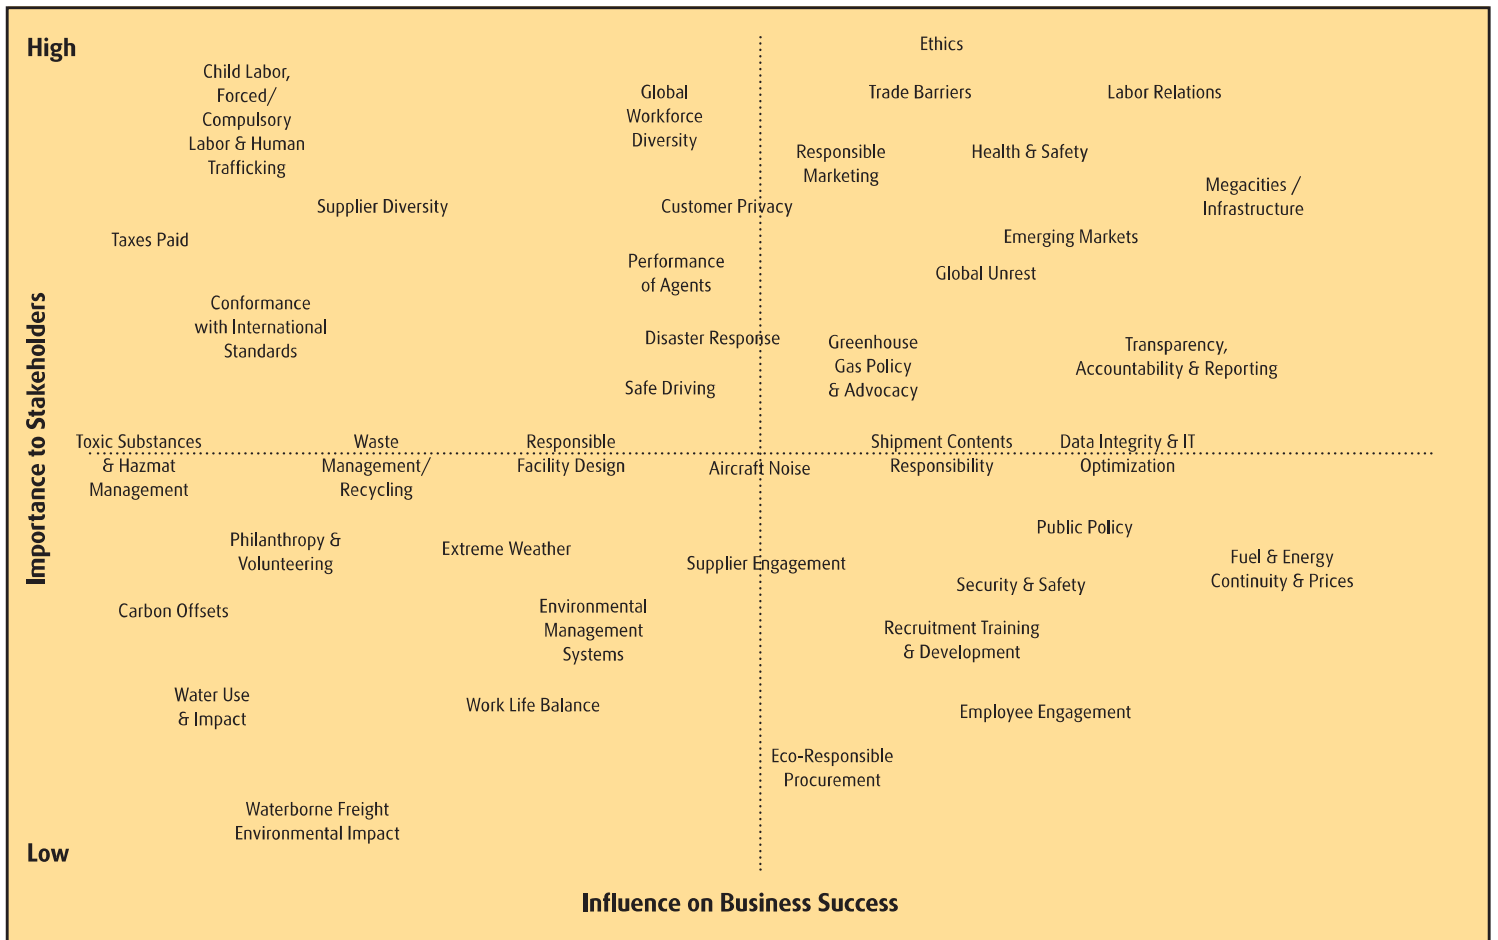 High
Ethics
Child Labor,
Forced/
Compulsory
Labor & Human
Trafficking
Global
Workforce
Diversity
Trade Barriers
Labor Relations
Responsible
Marketing
Health & Safety
Megacities /
Infrastructure
Supplier Diversity
Customer Privacy
Taxes Paid
Emerging Markets
Performance
of Agents
Global Unrest
Conformance
with International
Standards
Disaster Response
Greenhouse
Gas Policy
& Advocacy
Transparency,
Accountability & Reporting
Safe Driving
Importance to Stakeholders
Toxic Substances
& Hazmat
Management
Waste
Management/
Recycling
Responsible
Facility Design
Aircraft Noise
Shipment Contents
Responsibility
Data Integrity & IT
Optimization
Public Policy
Philanthropy &
Volunteering
Extreme Weather
Supplier Engagement
Fuel & Energy
Continuity & Prices
Security & Safety
Carbon Offsets
Environmental
Management
Systems
Recruitment Training
& Development
Water Use
& Impact
Work Life Balance
Employee Engagement
Eco-Responsible
Procurement
Waterborne Freight
Environmental Impact
Low
Influence on Business Success